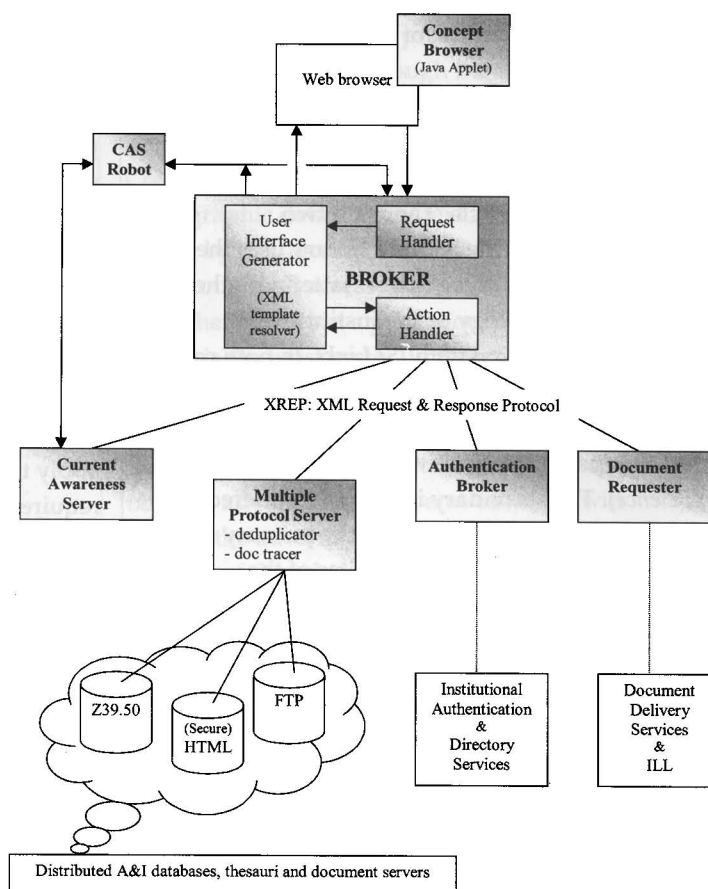 Concept
Browser
(Java Applet)
Web browser
CAS
Robot
User
Interface
Generator
(XML
template
resolver)
Request
Handler
BROKER
Action
Handler
XREP: XML Request & Response Protocol
Current
Awareness
Server
Multiple
Protocol Server
- deduplicator
- doc tracer
Authentication
Broker
Document
Requester
Z39.50
(Secure)
HTML
FTP
Institutional
Authentication
&
Directory
Services
Document
Delivery
Services
&
ILL
Distributed A&I databases, thesauri and document servers